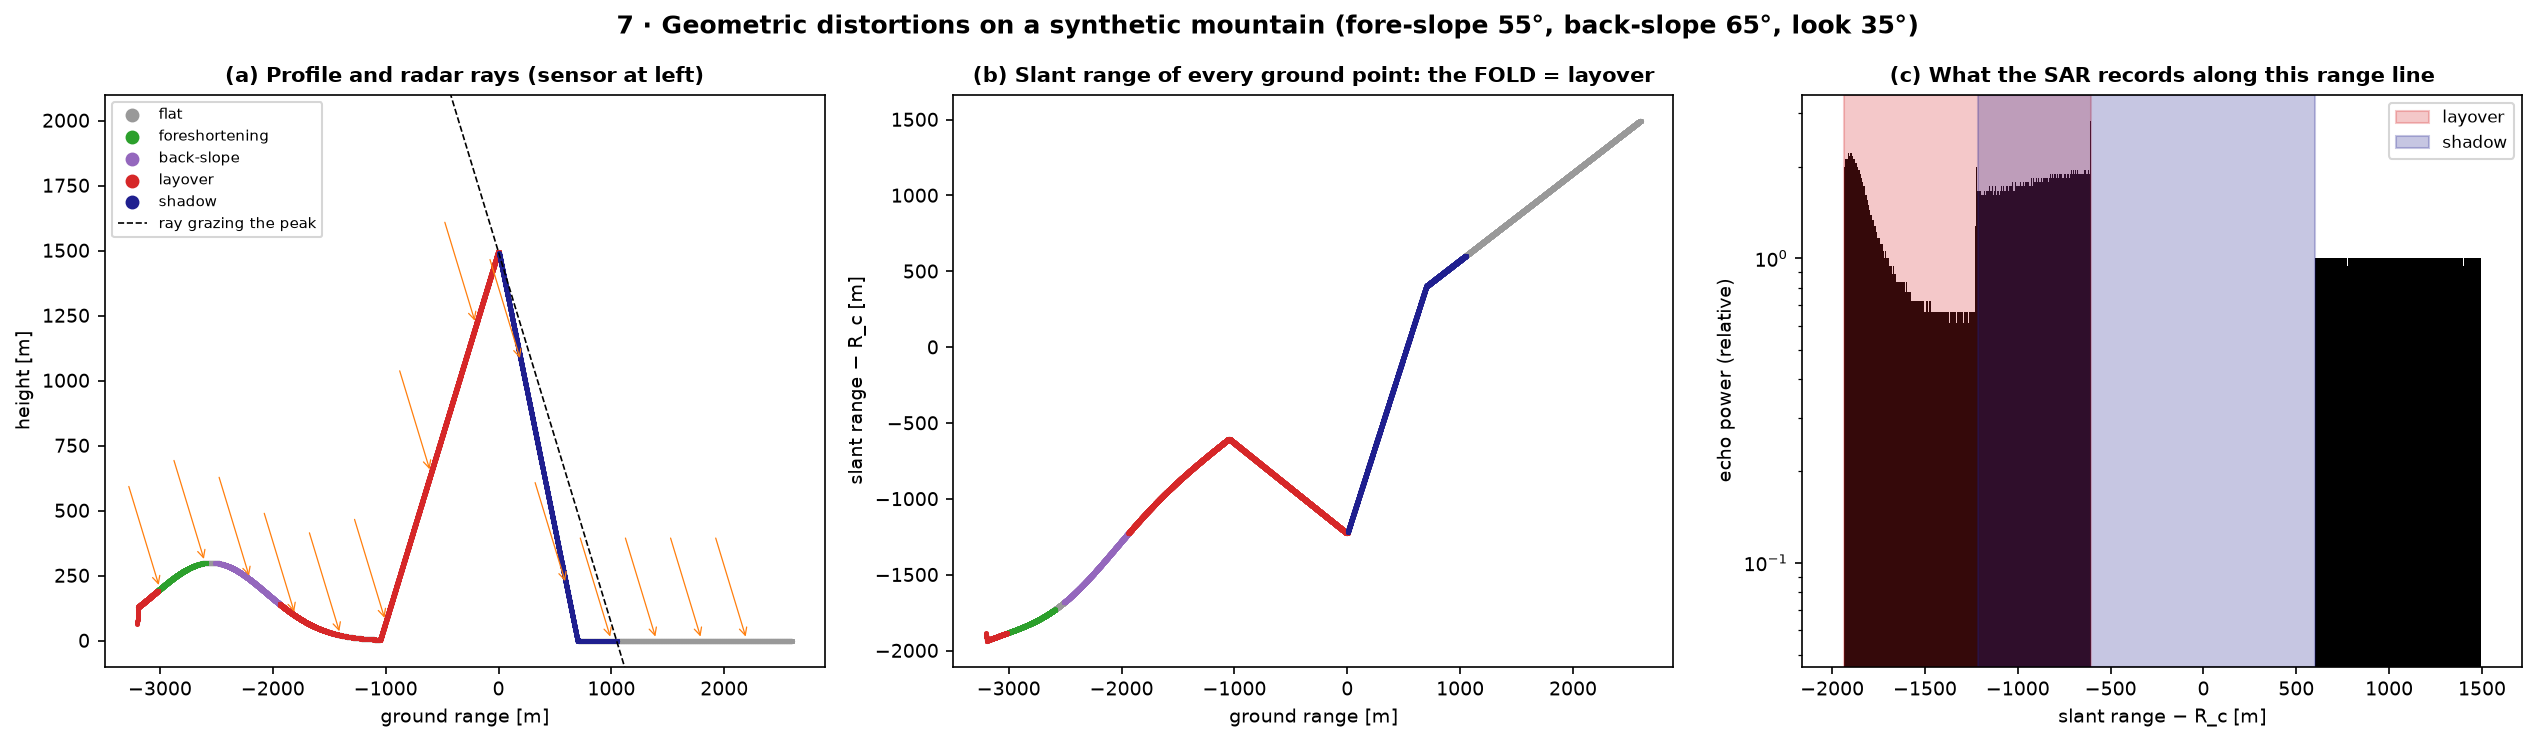 7 · Geometric distortions on a synthetic mountain (fore-slope 55°, back-slope 65°, look 35°)
(a) Profile and radar rays (sensor at left)
2000
1750
1500
1250
1000
750
500
250
0
height [m]
flat
foreshortening
back-slope
layover
shadow
ray grazing the peak
−3000
−2000
−1000
0
1000
2000
ground range [m]
(b) Slant range of every ground point: the FOLD = layover
1500
1000
500
0
−500
−1000
−1500
−2000
slant range − R_c [m]
−3000
−2000
−1000
0
1000
2000
ground range [m]
(c) What the SAR records along this range line
layover
shadow
10⁰
10⁻¹
echo power (relative)
−2000
−1500
−1000
−500
0
500
1000
1500
slant range − R_c [m]